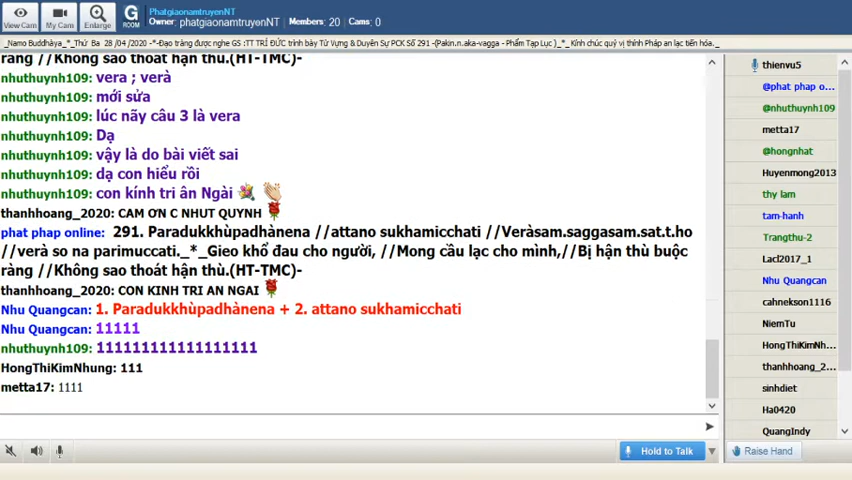 View Cam
My Cam
Enlarge
G ROOM
PhatgiaonamtruyenNT
Owner: phatgiaonamtruyenNT Members: 20 Cams: 0
_Namo Buddhàya_*_Thứ Ba 28 /04 /2020 -*-Đạo tràng được nghe GS :TT TRÍ ĐỨC trình bày Từ Vựng & Duyên Sự PCK Số 291 -(Pakin.n.aka-vagga - Phẩm Tạp Lục )_*_ Kính chúc quý vị thính Pháp an lạc tiến hóa._
ràng //Không sao thoát hận thù.(HT-TMC)-
nhuthuynh109: vera ; verà
nhuthuynh109: mới sửa
nhuthuynh109: lúc nãy câu 3 là vera
nhuthuynh109: Dạ
nhuthuynh109: vậy là do bài viết sai
nhuthuynh109: dạ con hiểu rồi
nhuthuynh109: con kính tri ân Ngài
thanhhoang_2020: CAM ƠN C NHUT QUYNH
phat phap online: 291. Paradukkhùpadhànena //attano sukhamicchati //Veràsam.saggasam.sat.t.ho
//verà so na parimuccati._*_Gieo khổ đau cho người, //Mong cầu lạc cho mình,//Bị hận thù buộc
ràng //Không sao thoát hận thù.(HT-TMC)-
thanhhoang_2020: CON KINH TRI AN NGAI
Nhu Quangcan: 1. Paradukkhùpadhànena + 2. attano sukhamicchati
Nhu Quangcan: 11111
nhuthuynh109: 111111111111111111
HongThiKimNhung: 111
metta17: 1111
Hold to Talk
thienvu5
@phat phap o...
@nhuthuynh109
metta17
@hongnhat
Huyenmong2013
thy lam
tam-hanh
Trangthu-2
Lacl2017_1
Nhu Quangcan
cahnekson1116
NiemTu
HongThiKimNh...
thanhhoang_2...
sinhdiet
Ha0420
QuangIndy
Raise Hand